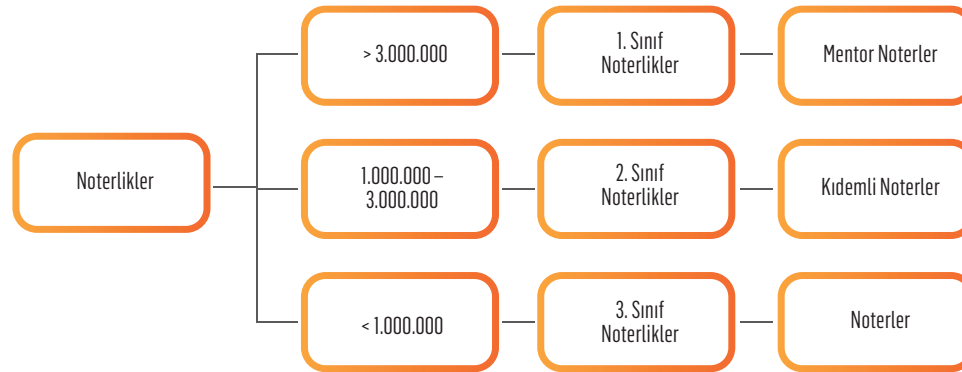 Noterlikler
> 3.000.000
1. Sınıf
Noterlikler
Mentor Noterler
1.000.000 –
3.000.000
2. Sınıf
Noterlikler
Kıdemli Noterler
< 1.000.000
3. Sınıf
Noterlikler
Noterler